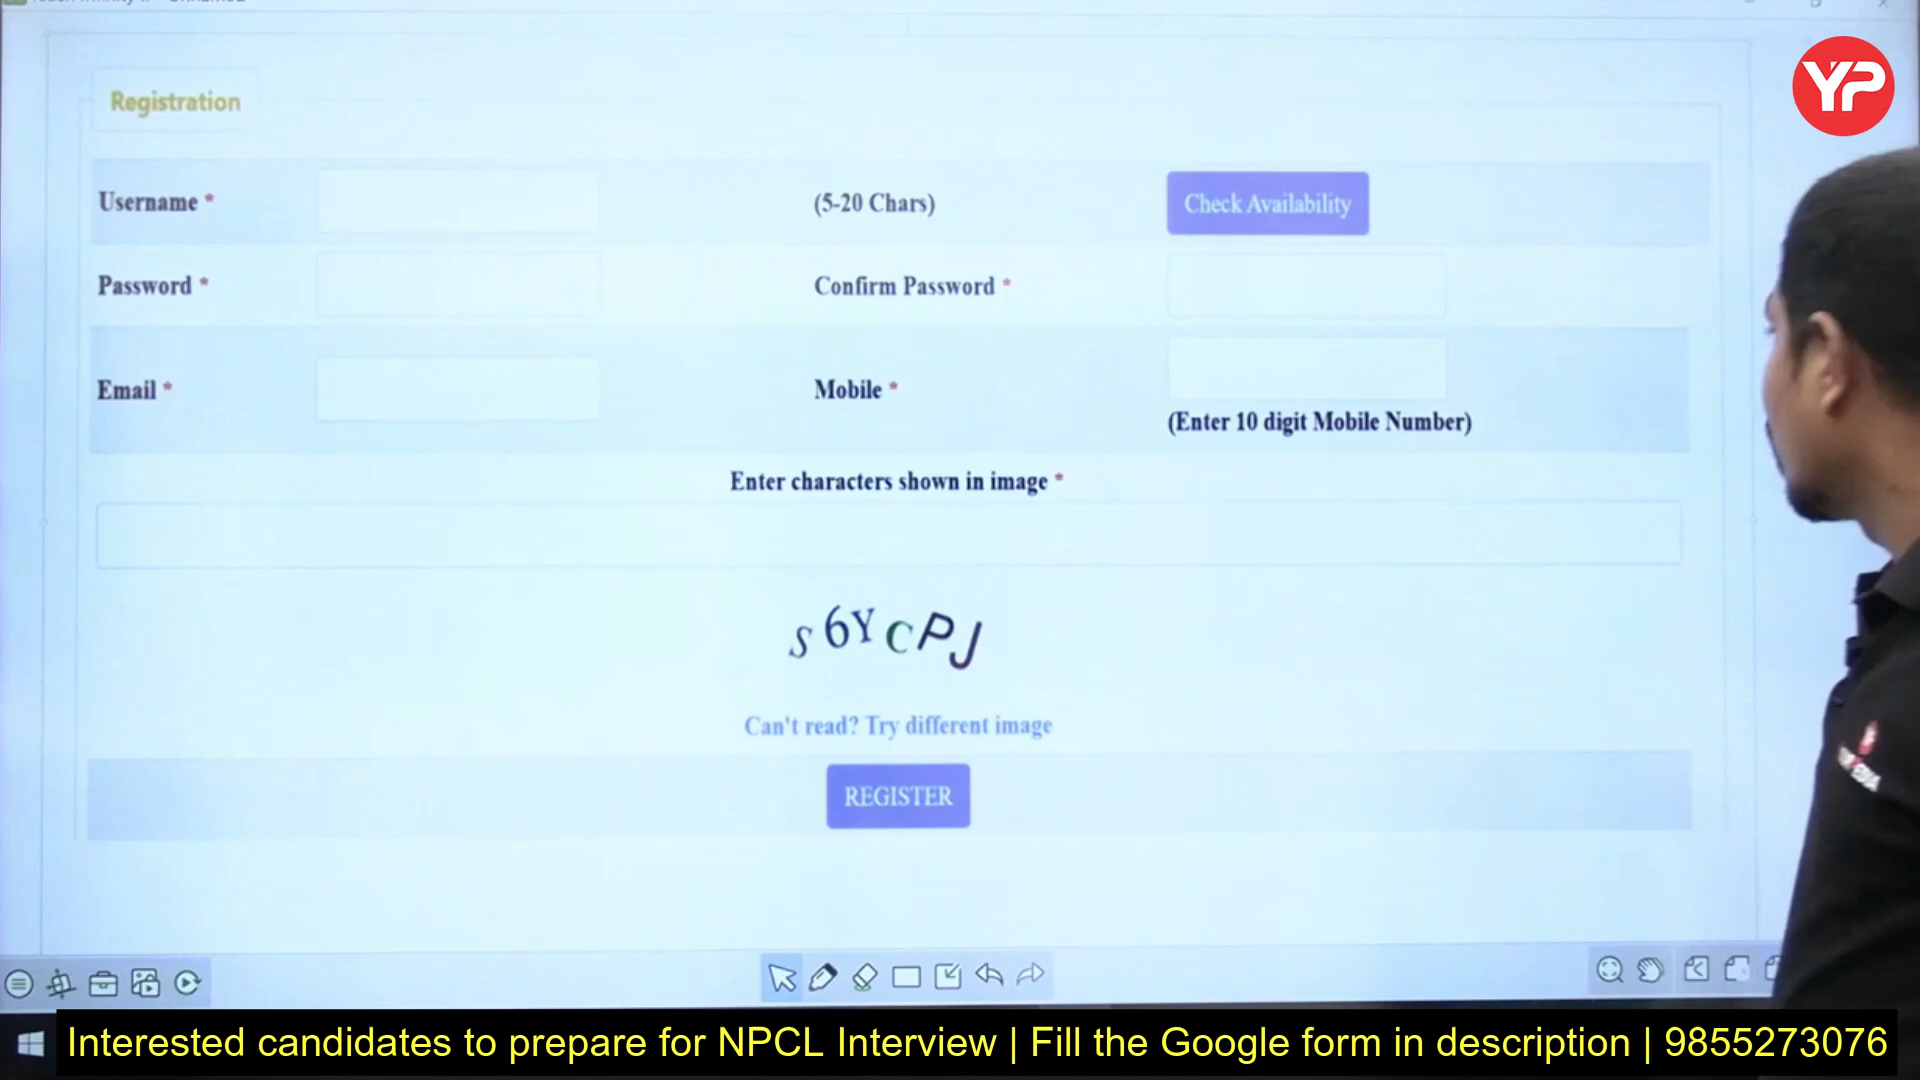 YP
Registration
Username *
(5-20 Chars)
Check Availability
Password *
Confirm Password *
Email *
Mobile *
(Enter 10 digit Mobile Number)
Enter characters shown in image *
S6YCPJ
Can't read? Try different image
REGISTER
Interested candidates to prepare for NPCL Interview | Fill the Google form in description | 9855273076